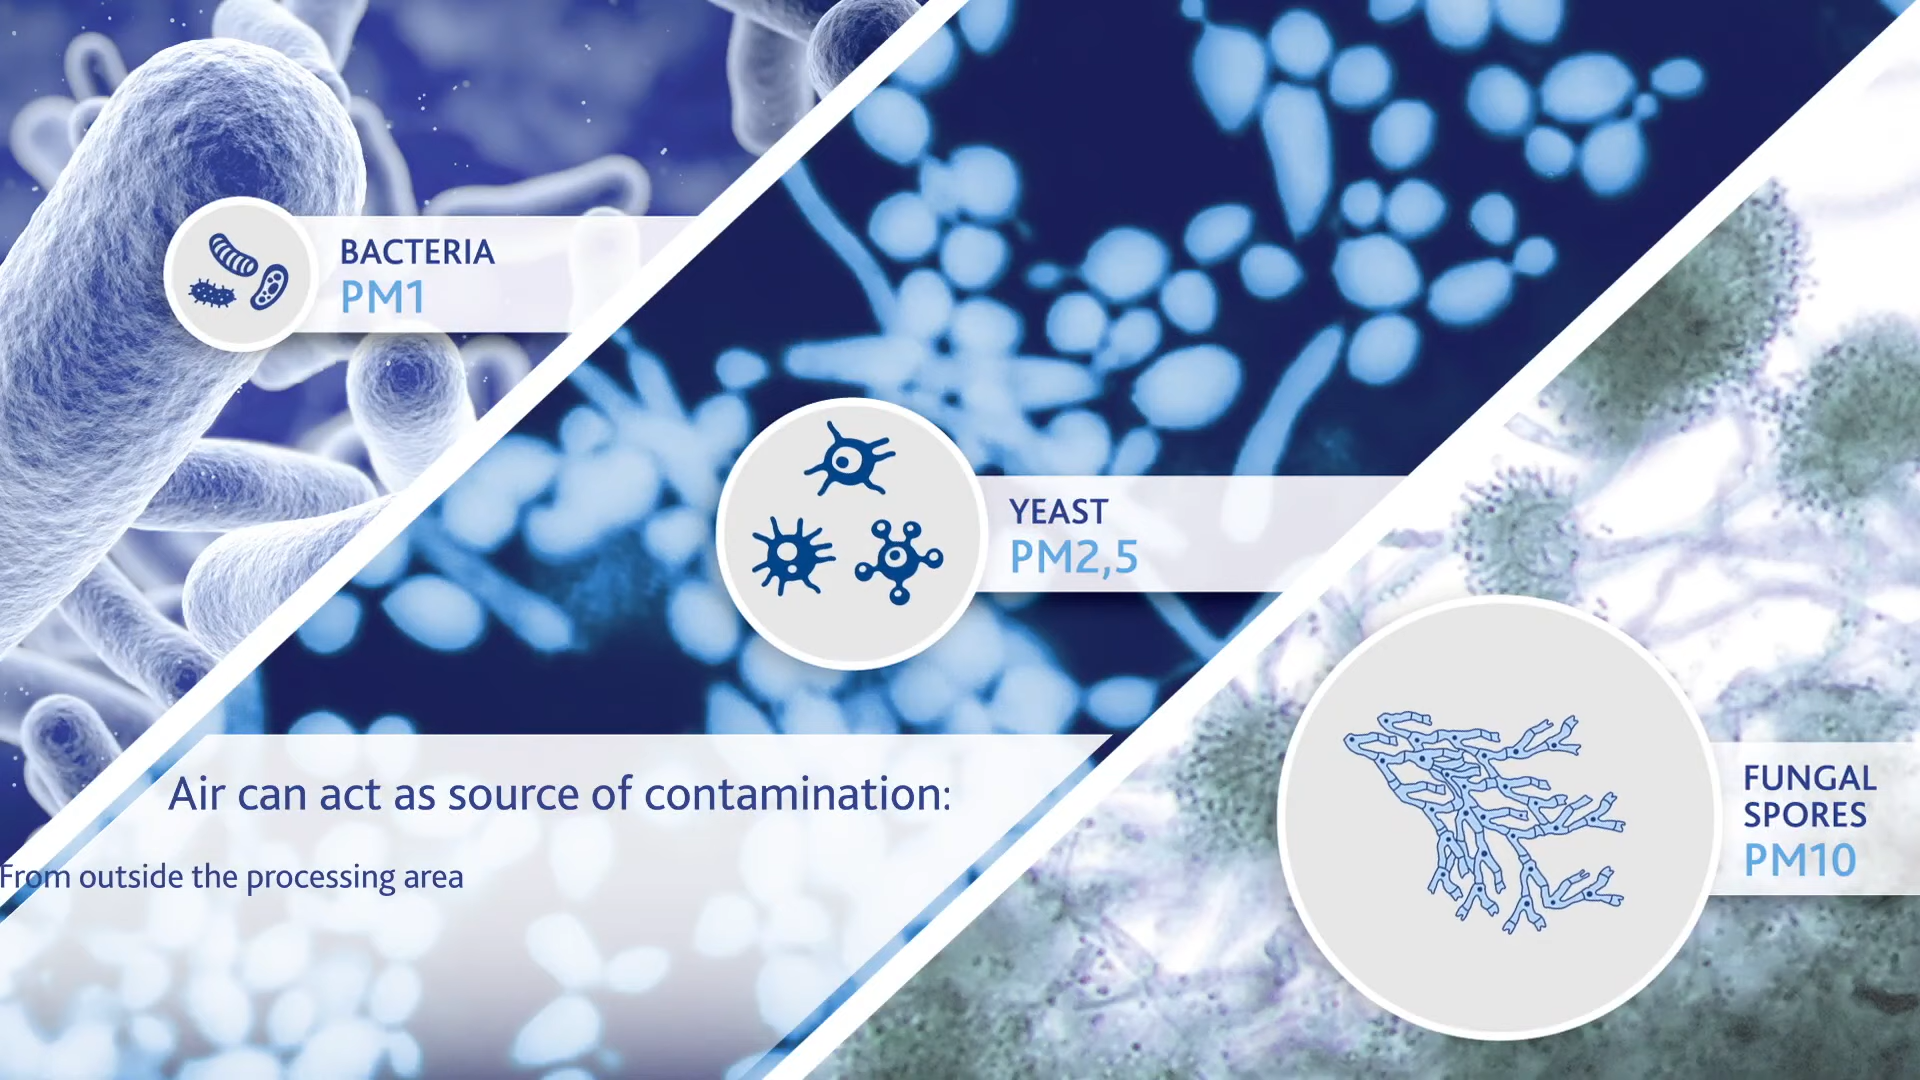 BACTERIA
PM1
YEAST
PM2,5
FUNGAL
SPORES
PM10
Air can act as source of contamination:
From outside the processing area